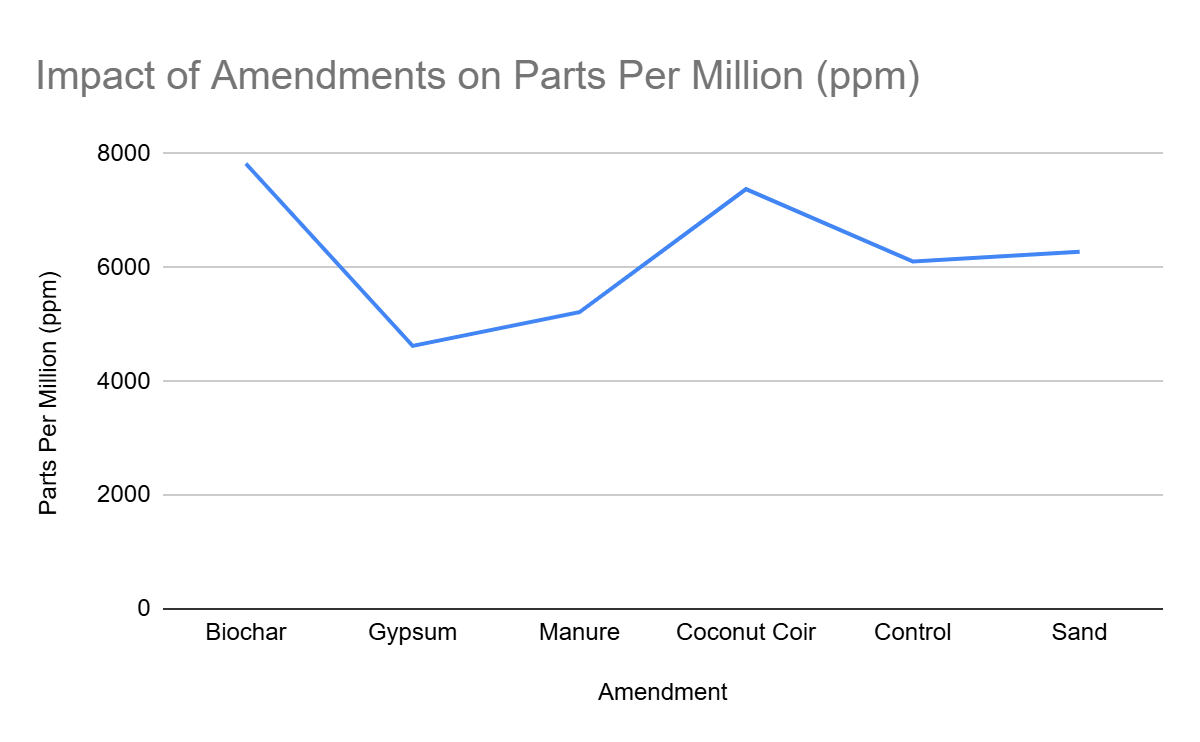 Impact of Amendments on Parts Per Million (ppm)
Parts Per Million (ppm)
8000
6000
4000
2000
0
Biochar Gypsum Manure Coconut Coir Control Sand
Amendment